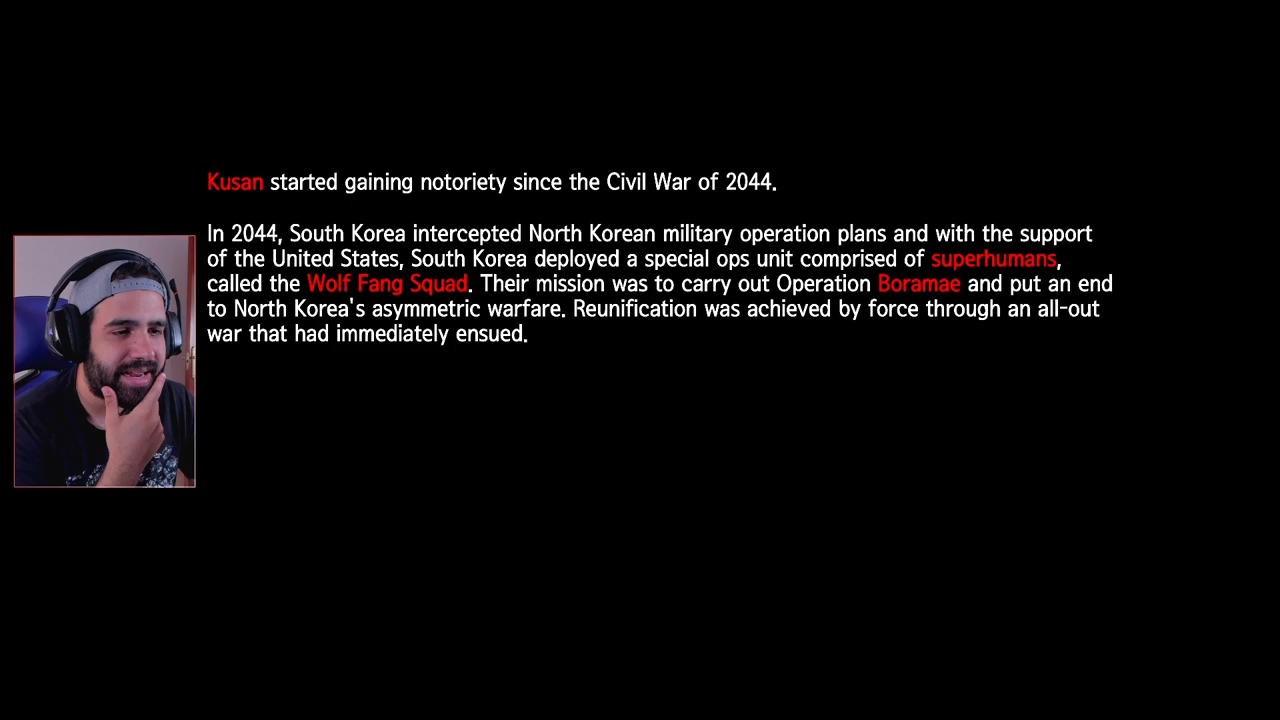 Kusan started gaining notoriety since the Civil War of 2044.
In 2044, South Korea intercepted North Korean military operation plans and with the support
of the United States, South Korea deployed a special ops unit comprised of superhumans,
called the Wolf Fang Squad. Their mission was to carry out Operation Boramae and put an end
to North Korea's asymmetric warfare. Reunification was achieved by force through an all-out
war that had immediately ensued.